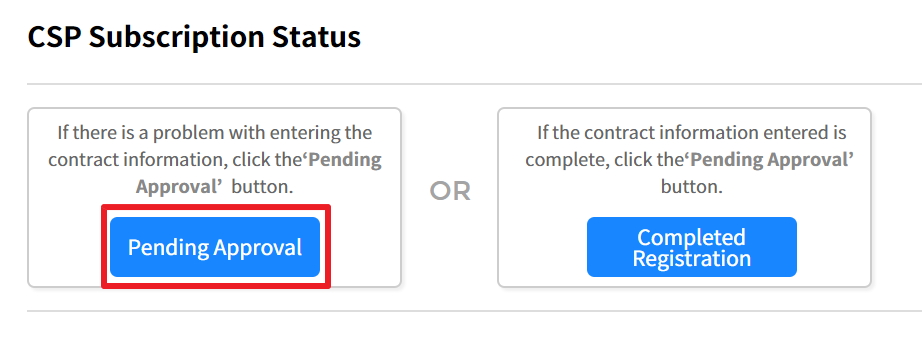 CSP Subscription Status
If there is a problem with entering the
contract information, click the‘Pending
Approval’ button.
Pending Approval
OR
If the contract information entered is
complete, click the‘Pending Approval’
button.
Completed
Registration